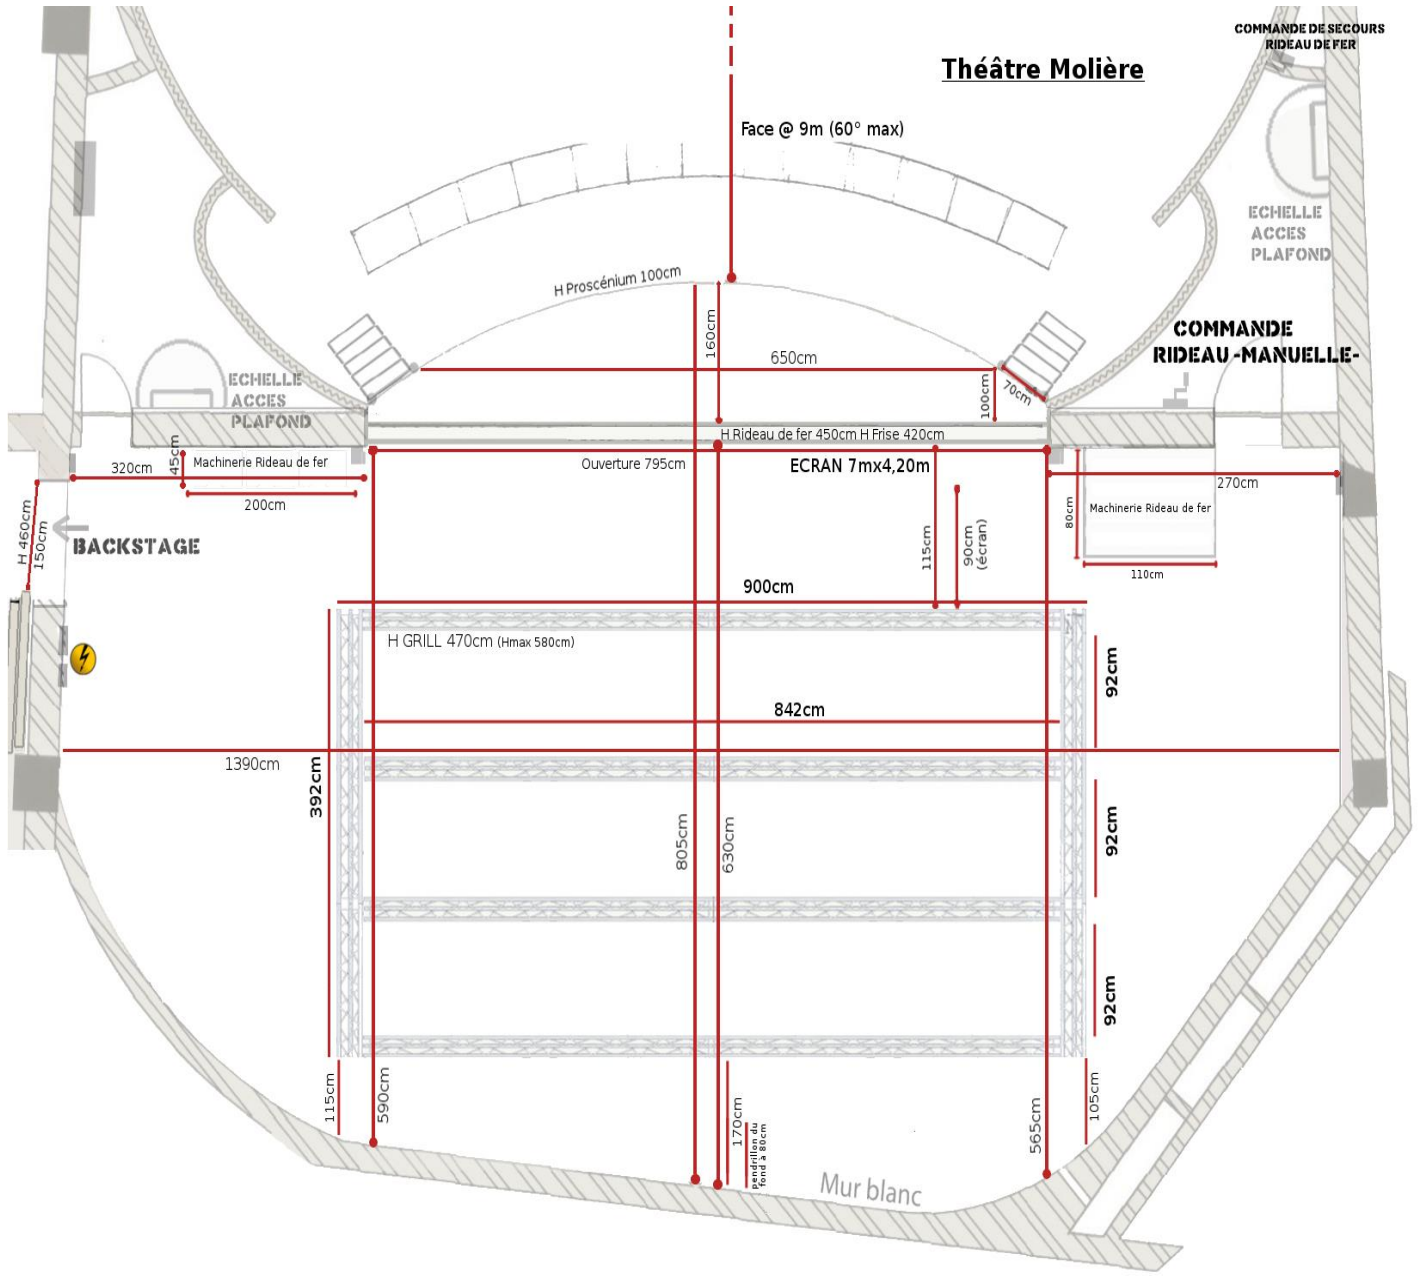 COMMANDE DE SECOURS
RIDEAU DE FER
Théâtre Molière
Face @ 9m (60° max)
ECHELLE
ACCES
PLAFOND
H Proscénium 100cm
160cm
650cm
100cm
70cm
COMMANDE
RIDEAU -MANUELLE-
ECHELLE
ACCES
PLAFOND
H Rideau de fer 450cm H Frise 420cm
320cm
45cm
Machinerie Rideau de fer
200cm
Ouverture 795cm
ECRAN 7mx4,20m
270cm
H 460cm
150cm
BACKSTAGE
115cm
90cm
(écran)
80cm
Machinerie Rideau de fer
110cm
900cm
H GRILL 470cm (Hmax 580cm)
92cm
842cm
1390cm
392cm
805cm
630cm
92cm
92cm
115cm
590cm
170cm
pendrillon du
fond à 80cm
565cm
105cm
Mur blanc